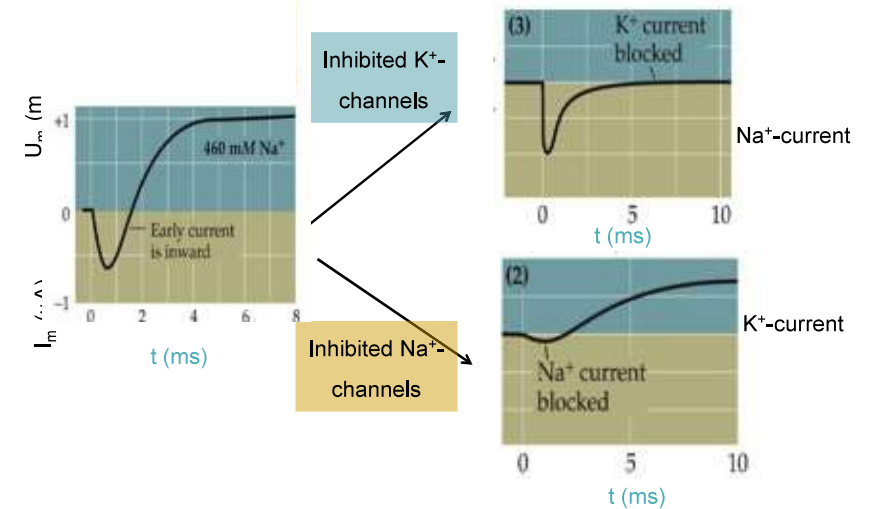 Inhibited K⁺-
channels
(3)
K⁺ current
blocked
Na⁺-current
0 5 10
t (ms)
Uₘ (m
Iₘ
+1
0
−1
460 mM Na⁺
Early current
is inward
0 2 4 6 8
t (ms)
Inhibited Na⁺-
channels
(2)
K⁺-current
Na⁺ current
blocked
0 5 10
t (ms)